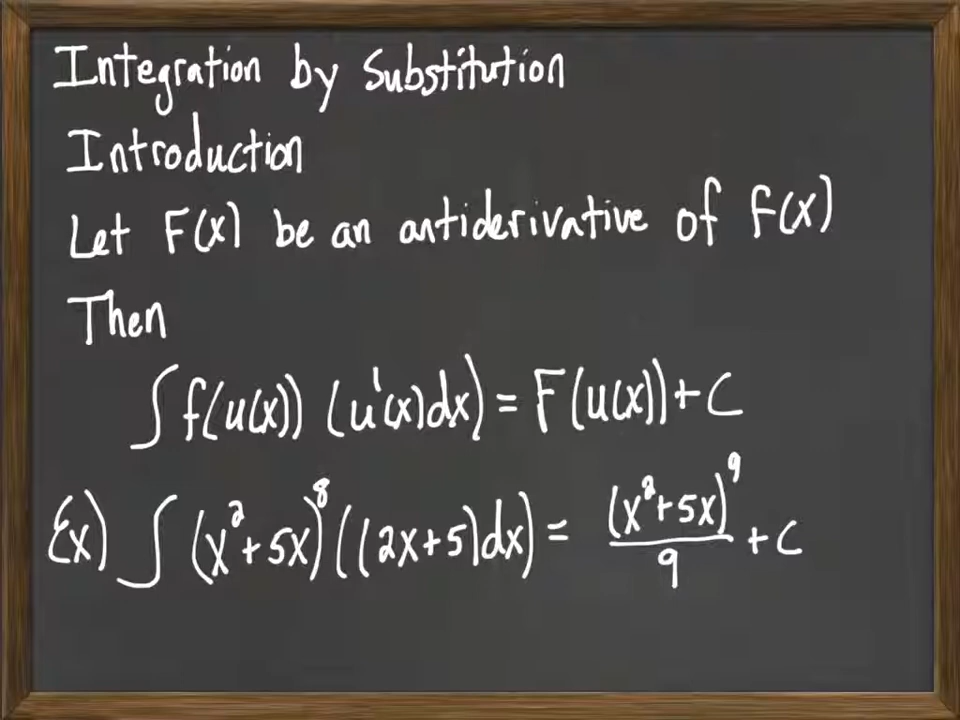 Integration by Substitution
Introduction
Let F(x) be an antiderivative of f(x)
Then
∫ f(u(x)) (u'(x)dx) = F(u(x)) + C
Ex) ∫ (x²+5x)⁸ ((2x+5)dx) = (x²+5x)⁹/9 + C